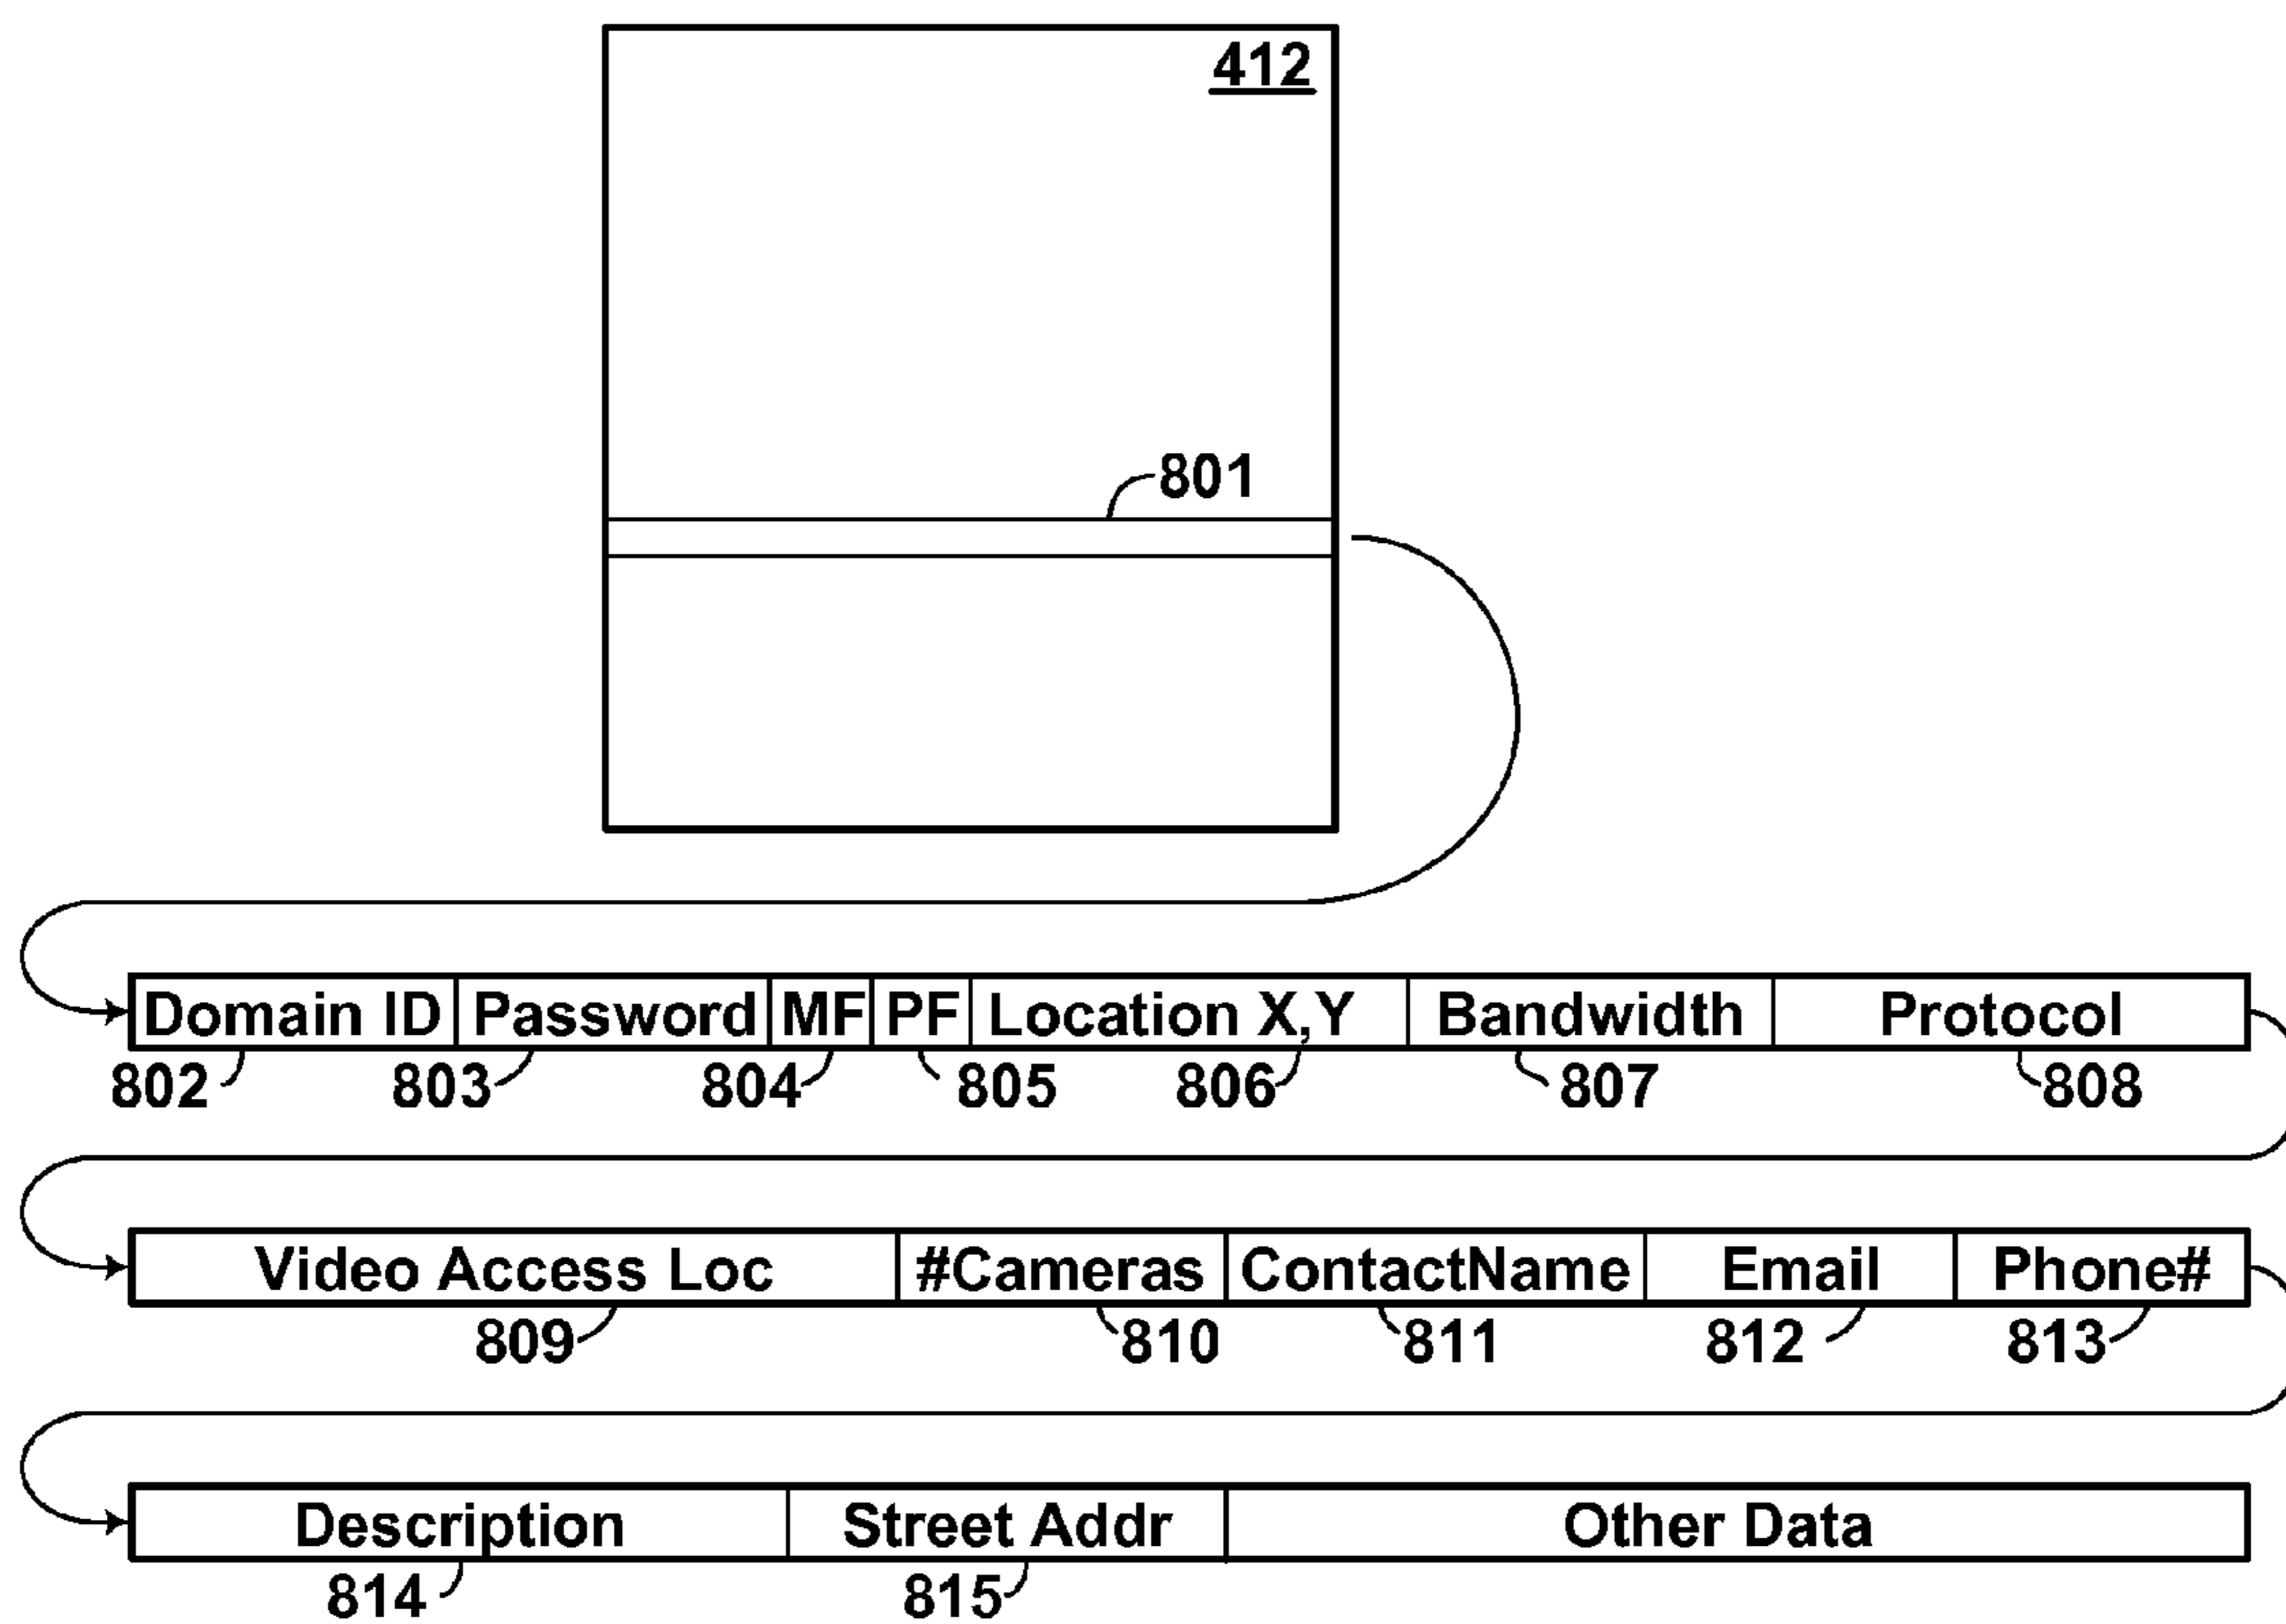 412
801
Domain ID Password MF PF Location X,Y Bandwidth Protocol
802 803 804 805 806 807 808
Video Access Loc #Cameras ContactName Email Phone#
809 810 811 812 813
Description Street Addr Other Data
814 815